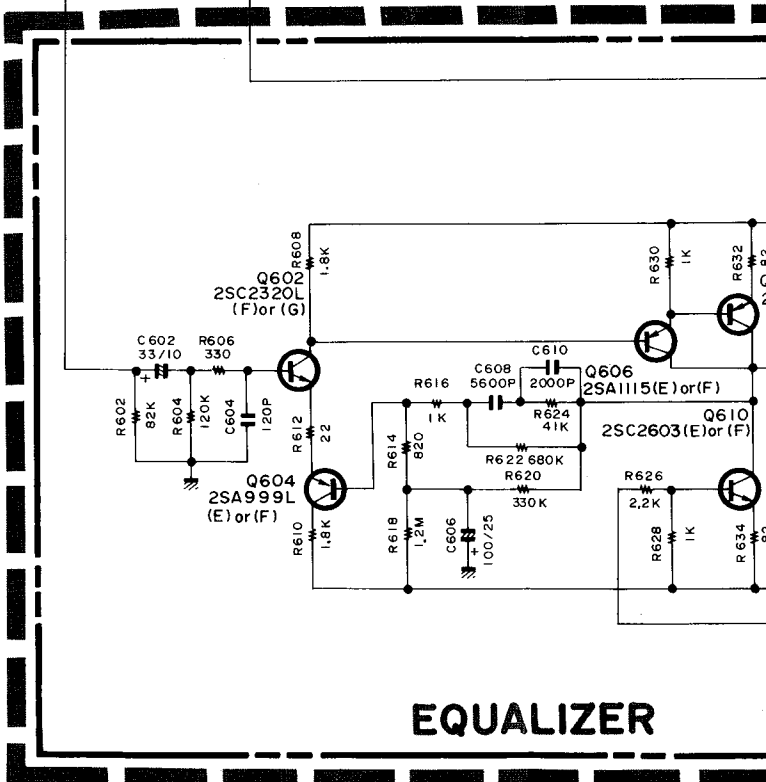 R608
1.8K
R630
1K
R632
Q602
2SC2320L
(F)or (G)
C602
33/10
+
R606
330
R602
82K
R604
120K
C604
120P
R612
22
C610
2000P
C608
5600P
Q606
2SA1115(E)or(F)
R616
1K
R624
41K
Q610
2SC2603(E)or(F)
R614
820
R622 680K
R620
330K
Q604
2SA999L
(E)or(F)
R626
2.2K
R610
1.8K
R618
1.2M
C606
+
100/25
R628
1K
R634
EQUALIZER